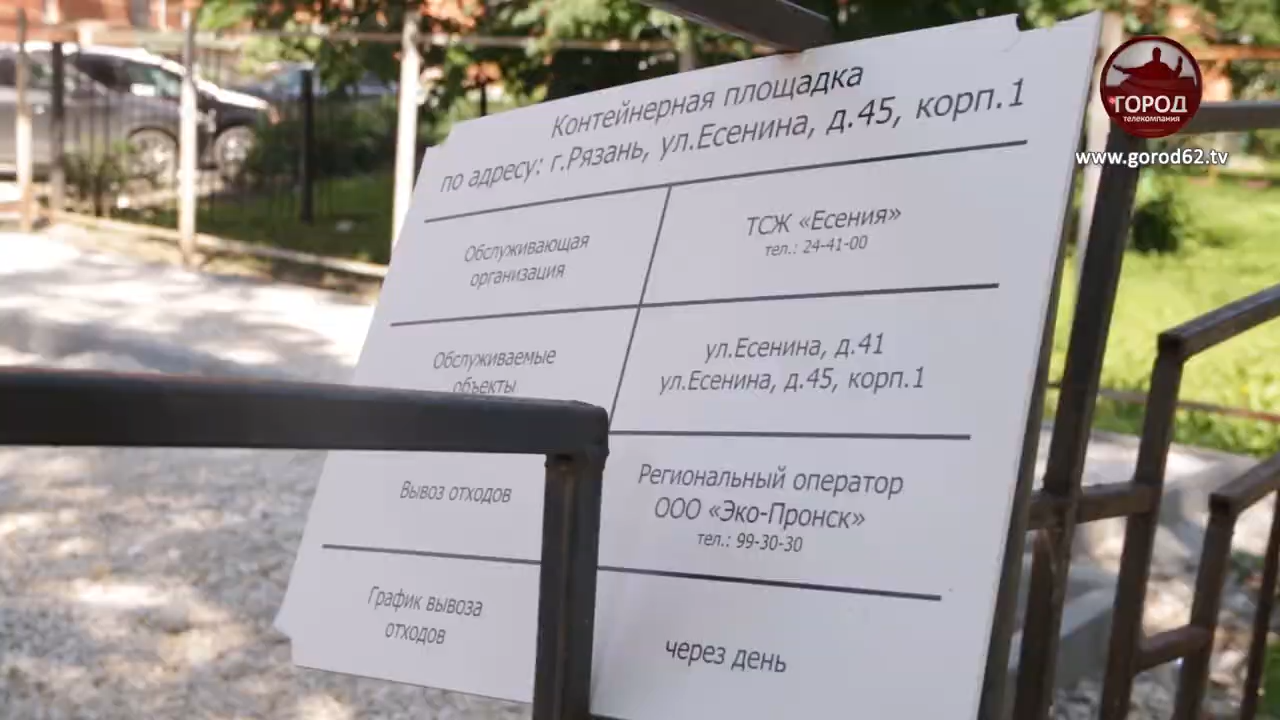 Контейнерная площадка
по адресу: г.Рязань, ул.Есенина, д.45, корп.1
Обслуживающая
организация
ТСЖ «Есения»
тел.: 24-41-00
Обслуживаемые
объекты
ул.Есенина, д.41
ул.Есенина, д.45, корп.1
Вывоз отходов
Региональный оператор
ООО «Эко-Пронск»
тел.: 99-30-30
График вывоза
отходов
через день
ГОРОД
телекомпания
www.gorod62.tv